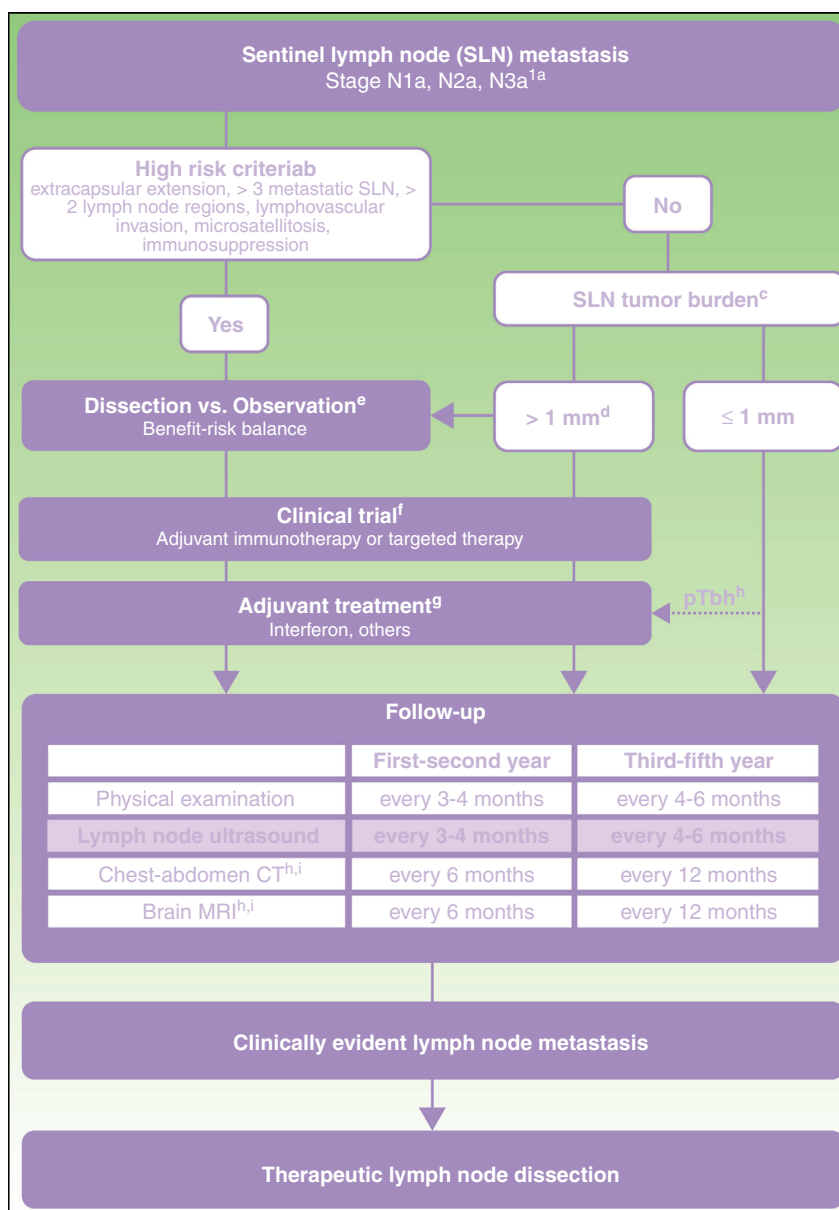 Sentinel lymph node (SLN) metastasis
Stage N1a, N2a, N3a1a
High risk criteriab
extracapsular extension, > 3 metastatic SLN, >
2 lymph node regions, lymphovascular
invasion, microsatellitosis,
immunosuppression
No
Yes
SLN tumor burdenc
Dissection vs. Observatione
Benefit-risk balance
> 1 mmd
≤ 1 mm
Clinical trialf
Adjuvant immunotherapy or targeted therapy
Adjuvant treatmentg
Interferon, others
pTbhh
Follow-up
First-second year Third-fifth year
Physical examination every 3-4 months every 4-6 months
Lymph node ultrasound every 3-4 months every 4-6 months
Chest-abdomen CTh,i every 6 months every 12 months
Brain MRIh,i every 6 months every 12 months
Clinically evident lymph node metastasis
Therapeutic lymph node dissection